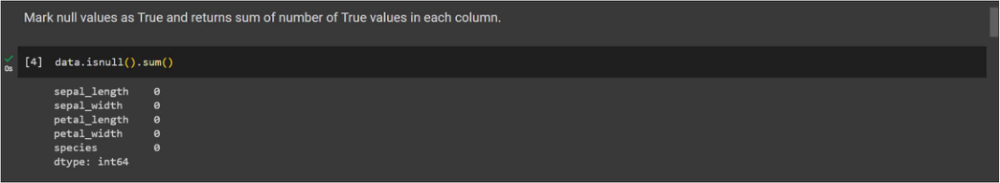 Mark null values as True and returns sum of number of True values in each column.
[4] data.isnull().sum()
0s
sepal_length 0
sepal_width 0
petal_length 0
petal_width 0
species 0
dtype: int64